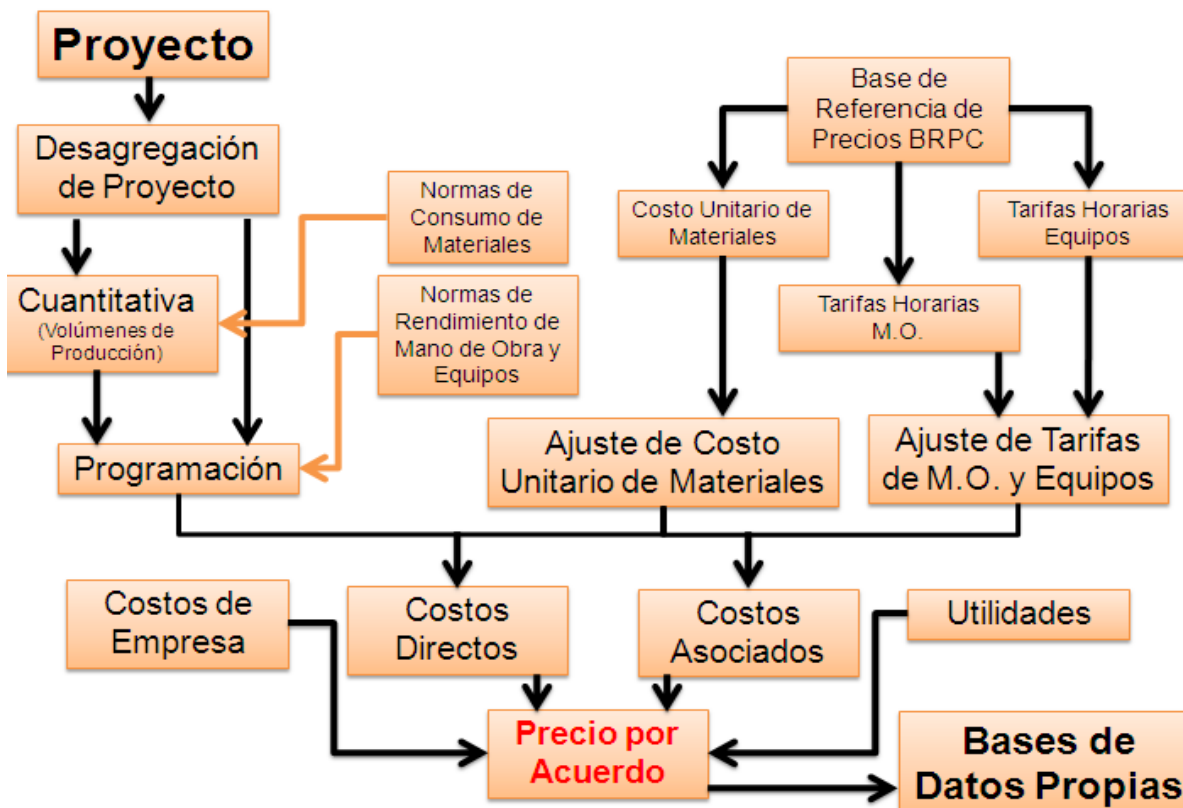 Proyecto
Desagregación
de Proyecto
Cuantitativa
(Volúmenes de
Producción)
Programación
Normas de
Consumo de
Materiales
Normas de
Rendimiento de
Mano de Obra y
Equipos
Base de
Referencia de
Precios BRPC
Costo Unitario de
Materiales
Tarifas Horarias
Equipos
Tarifas Horarias
M.O.
Ajuste de Costo
Unitario de Materiales
Ajuste de Tarifas
de M.O. y Equipos
Costos de
Empresa
Costos
Directos
Costos
Asociados
Utilidades
Precio por
Acuerdo
Bases de
Datos Propias